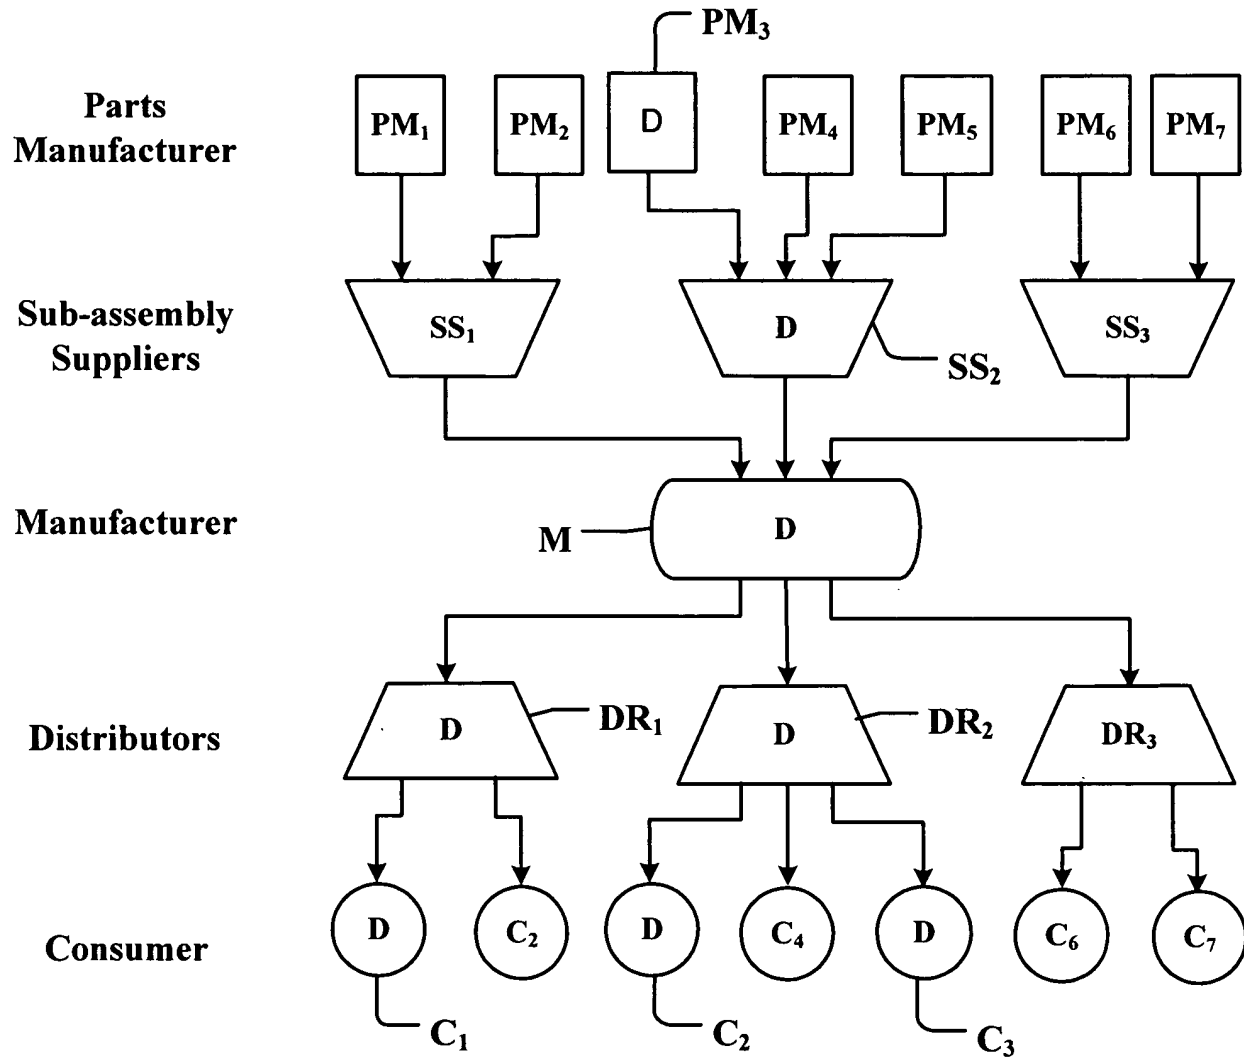 PM₃
Parts
Manufacturer
PM₁ PM₂ D PM₄ PM₅ PM₆ PM₇
Sub-assembly
Suppliers
SS₁ D SS₃
SS₂
Manufacturer
M D
Distributors
D DR₁ D DR₂ DR₃
Consumer
D C₂ D C₄ D C₆ C₇
C₁ C₂ C₃